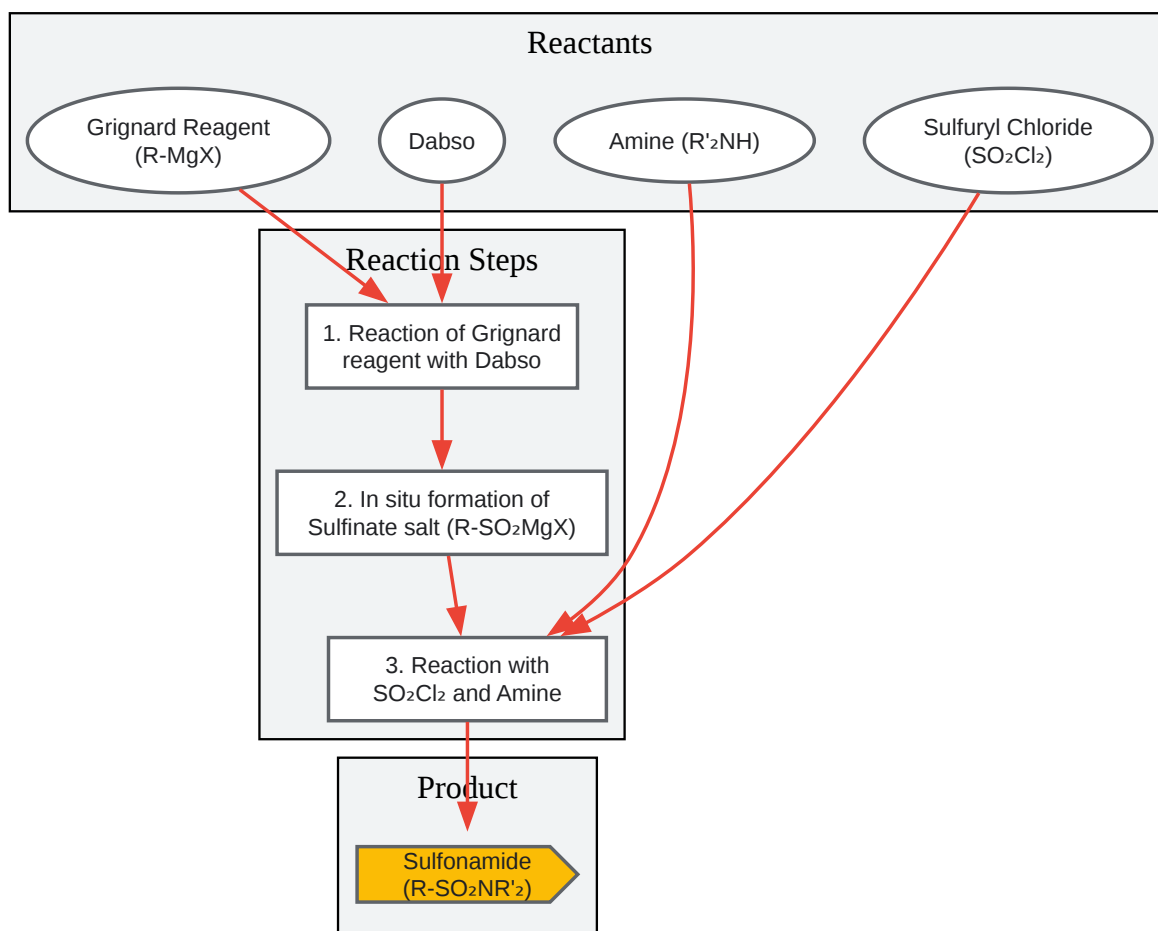 Reactants
Grignard Reagent
(R-MgX)
Dabso
Amine (R'₂NH)
Sulfuryl Chloride
(SO₂Cl₂)
Reaction Steps
1. Reaction of Grignard
reagent with Dabso
2. In situ formation of
Sulfinate salt (R-SO₂MgX)
3. Reaction with
SO₂Cl₂ and Amine
Product
Sulfonamide
(R-SO₂NR'₂)